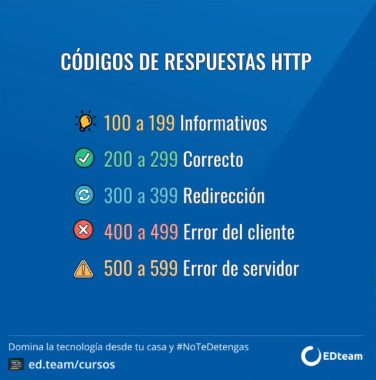 CÓDIGOS DE RESPUESTAS HTTP
100 a 199 Informativos
200 a 299 Correcto
300 a 399 Redirección
400 a 499 Error del cliente
500 a 599 Error de servidor
Domina la tecnología desde tu casa y #NoTeDetengas
ed.team/cursos
EDteam